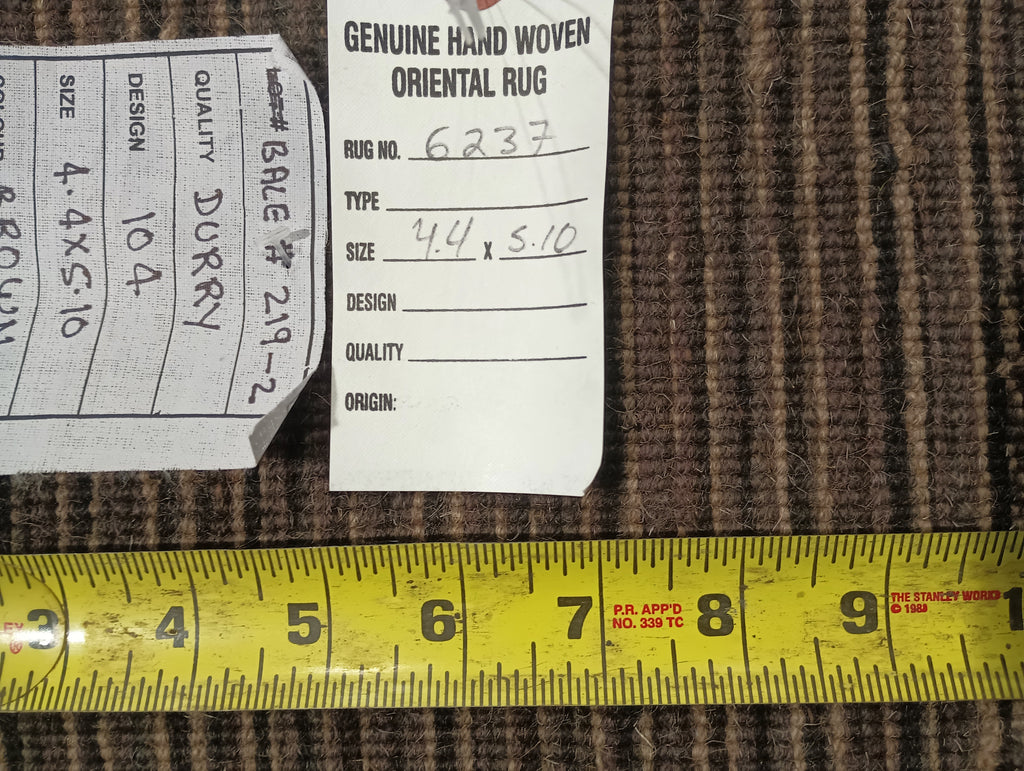 GENUINE HAND WOVEN
ORIENTAL RUG
RUG NO. 6237
TYPE
SIZE 4.4 X 5.10
DESIGN
QUALITY
ORIGIN:
BALE # 219-2
QUALITY DURRY
DESIGN 104
SIZE 4.4X5.10
BROWN
3 4 5 6 7 8 9 1
P.R. APP'D
NO. 339 TC
THE STANLEY WORKS
©